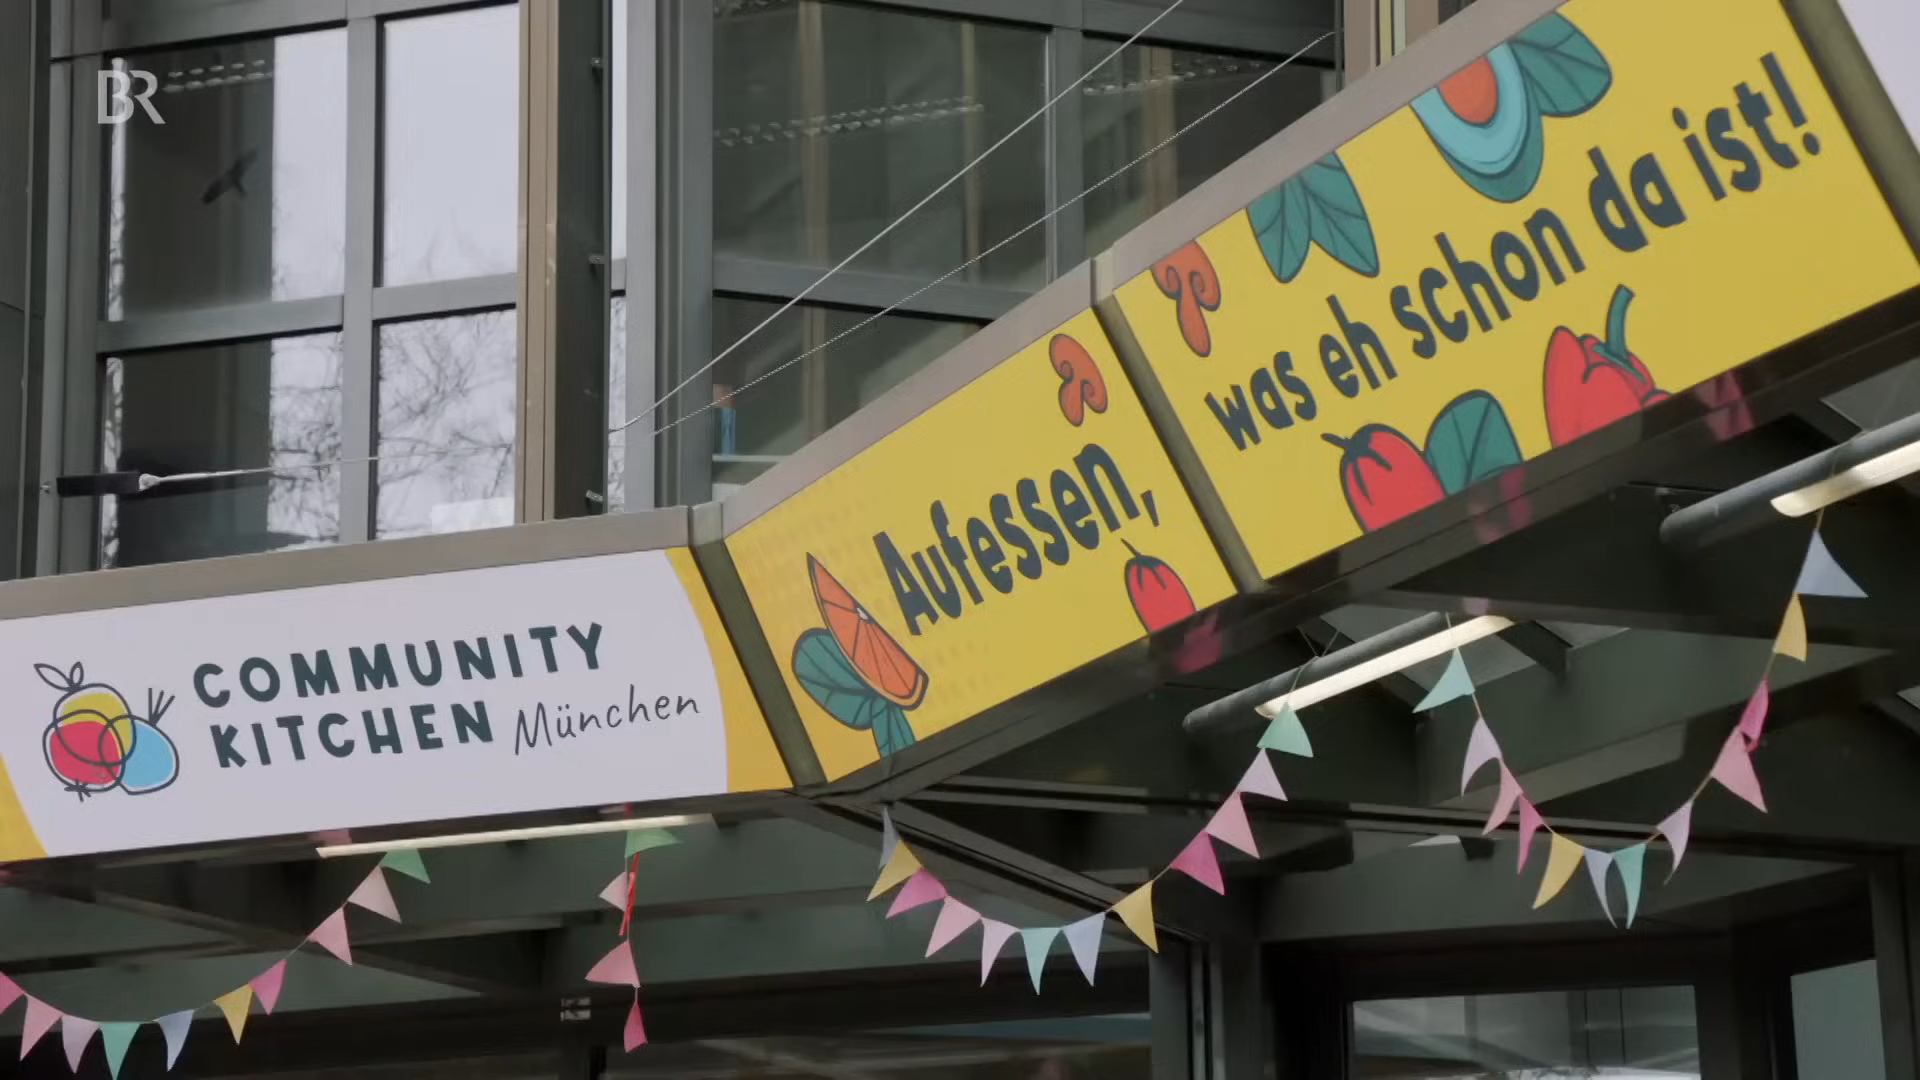 BR
COMMUNITY
KITCHEN München
Aufessen,
was eh schon da ist!